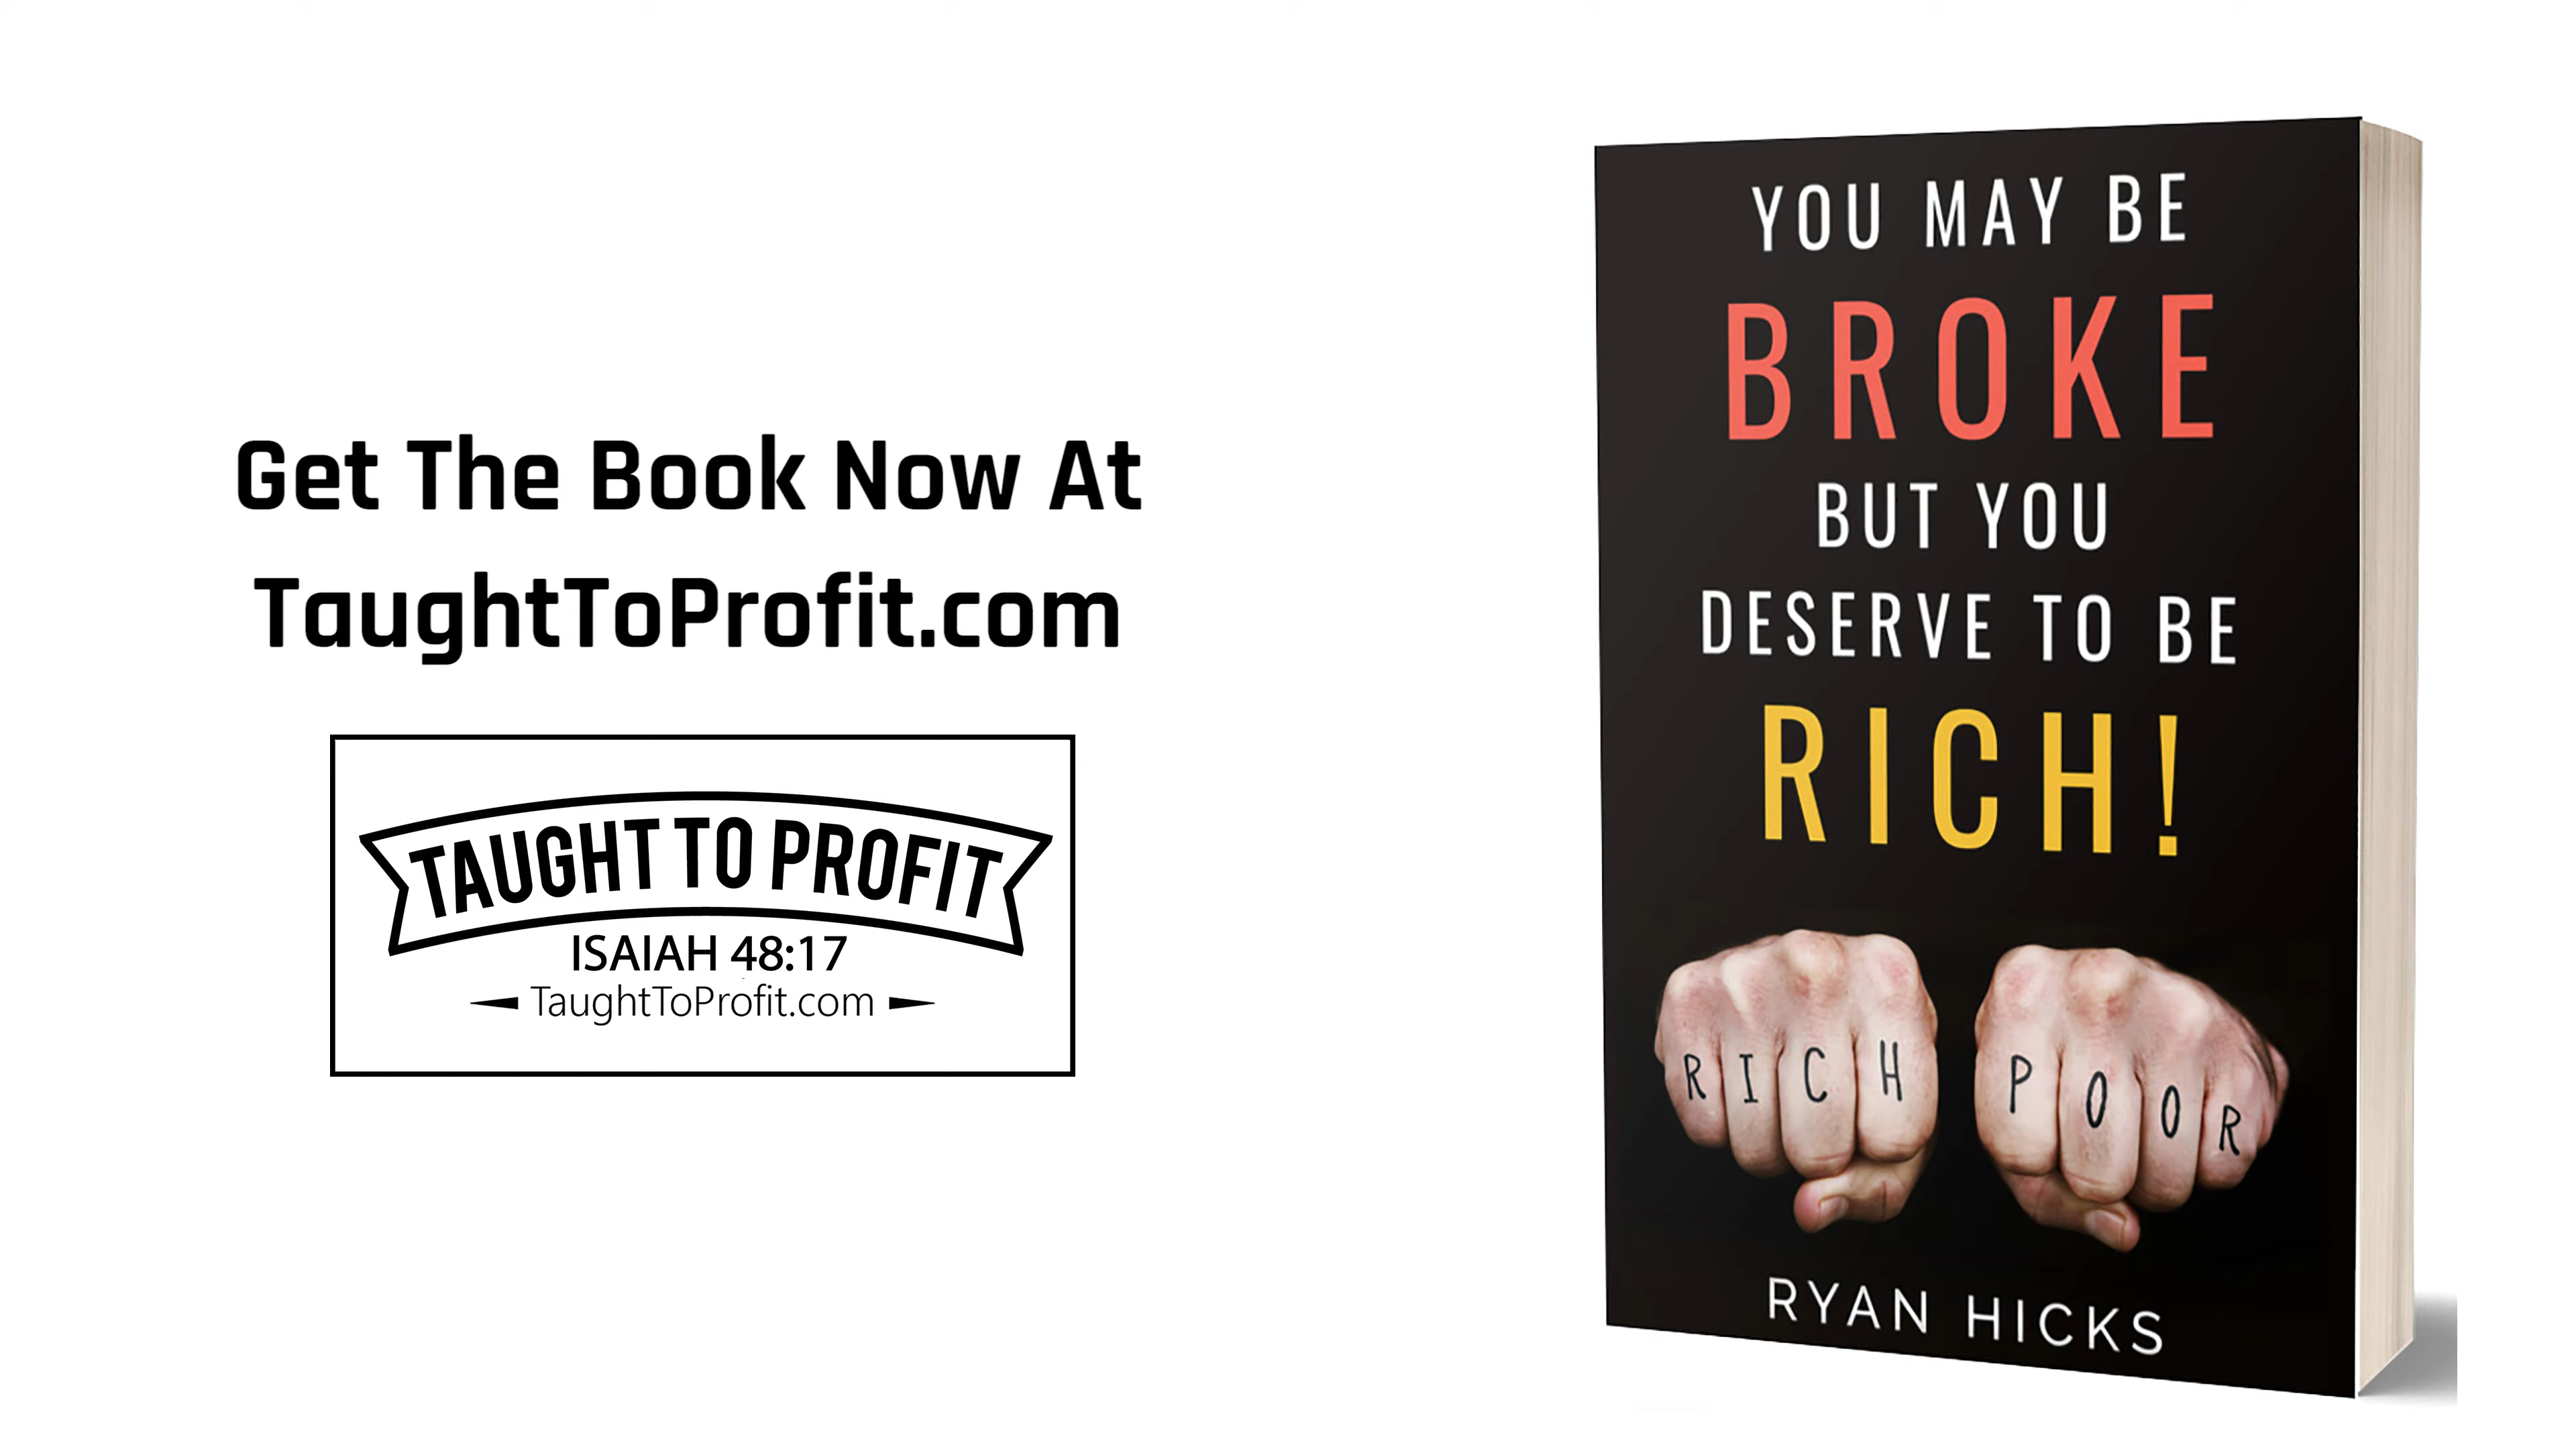 Get The Book Now At
TaughtToProfit.com
TAUGHT TO PROFIT
ISAIAH 48:17
TaughtToProfit.com
YOU MAY BE
BROKE
BUT YOU
DESERVE TO BE
RICH!
RICH POOR
RYAN HICKS